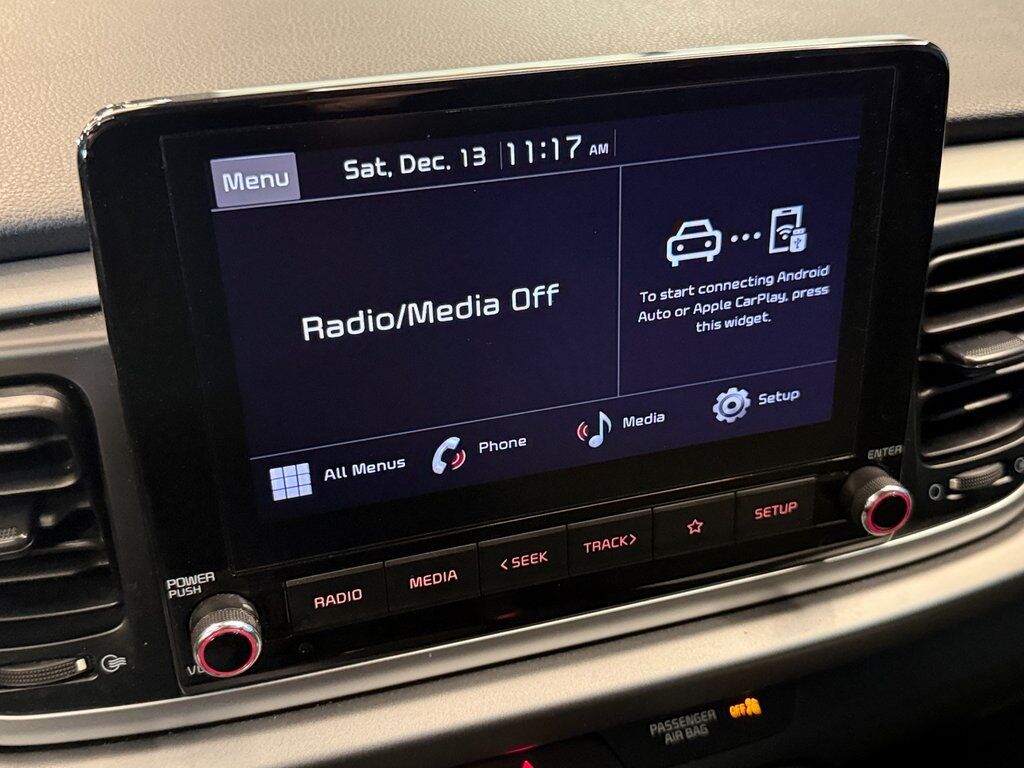 Menu
Sat, Dec. 13
11:17 AM
Radio/Media Off
To start connecting Android
Auto or Apple CarPlay, press
this widget.
All Menus
Phone
Media
Setup
ENTER
POWER
PUSH
RADIO
MEDIA
< SEEK
TRACK >
SETUP
PASSENGER
AIR BAG
OFF